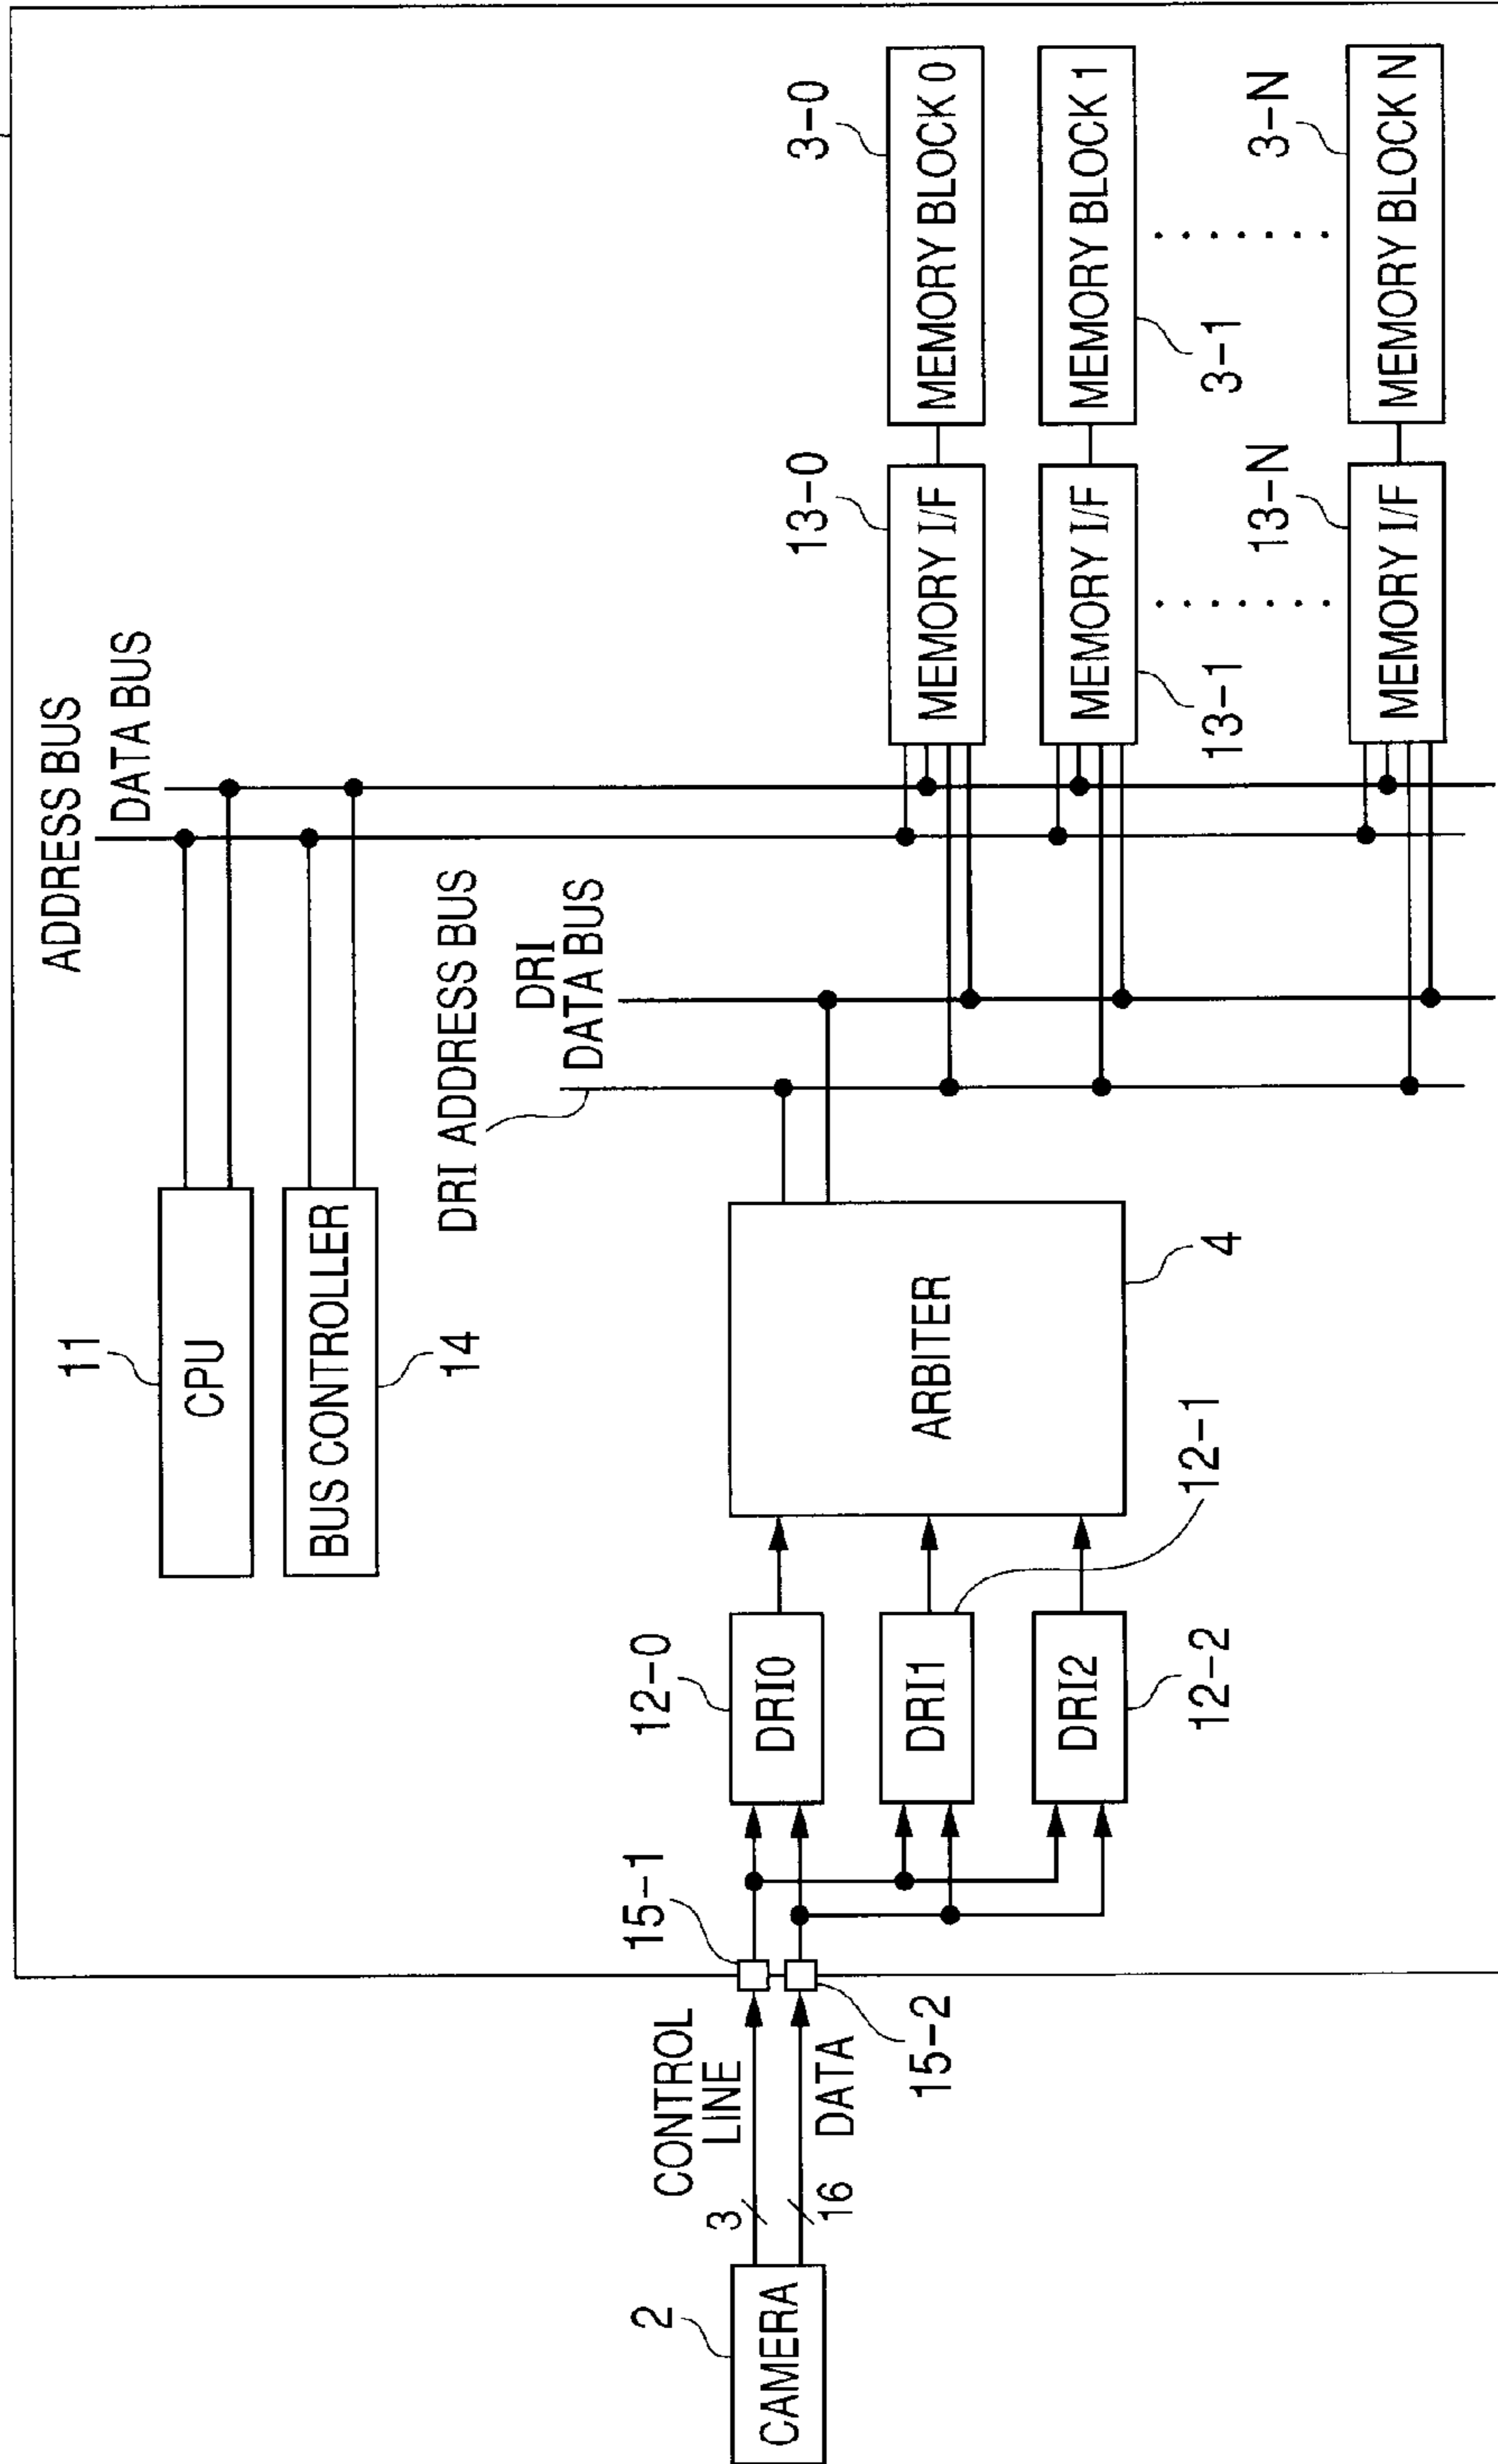 ADDRESS BUS
DATA BUS
11
CPU
BUS CONTROLLER
14
DRI ADDRESS BUS
DRI
DATA BUS
2
CAMERA
3
CONTROL
LINE
16
DATA
15-1
15-2
12-0
DRI0
DRI1
12-1
DRI2
12-2
ARBITER
4
13-0
MEMORY I/F
3-0
MEMORY BLOCK 0
MEMORY I/F
13-1
MEMORY BLOCK 1
3-1
13-N
MEMORY I/F
3-N
MEMORY BLOCK N